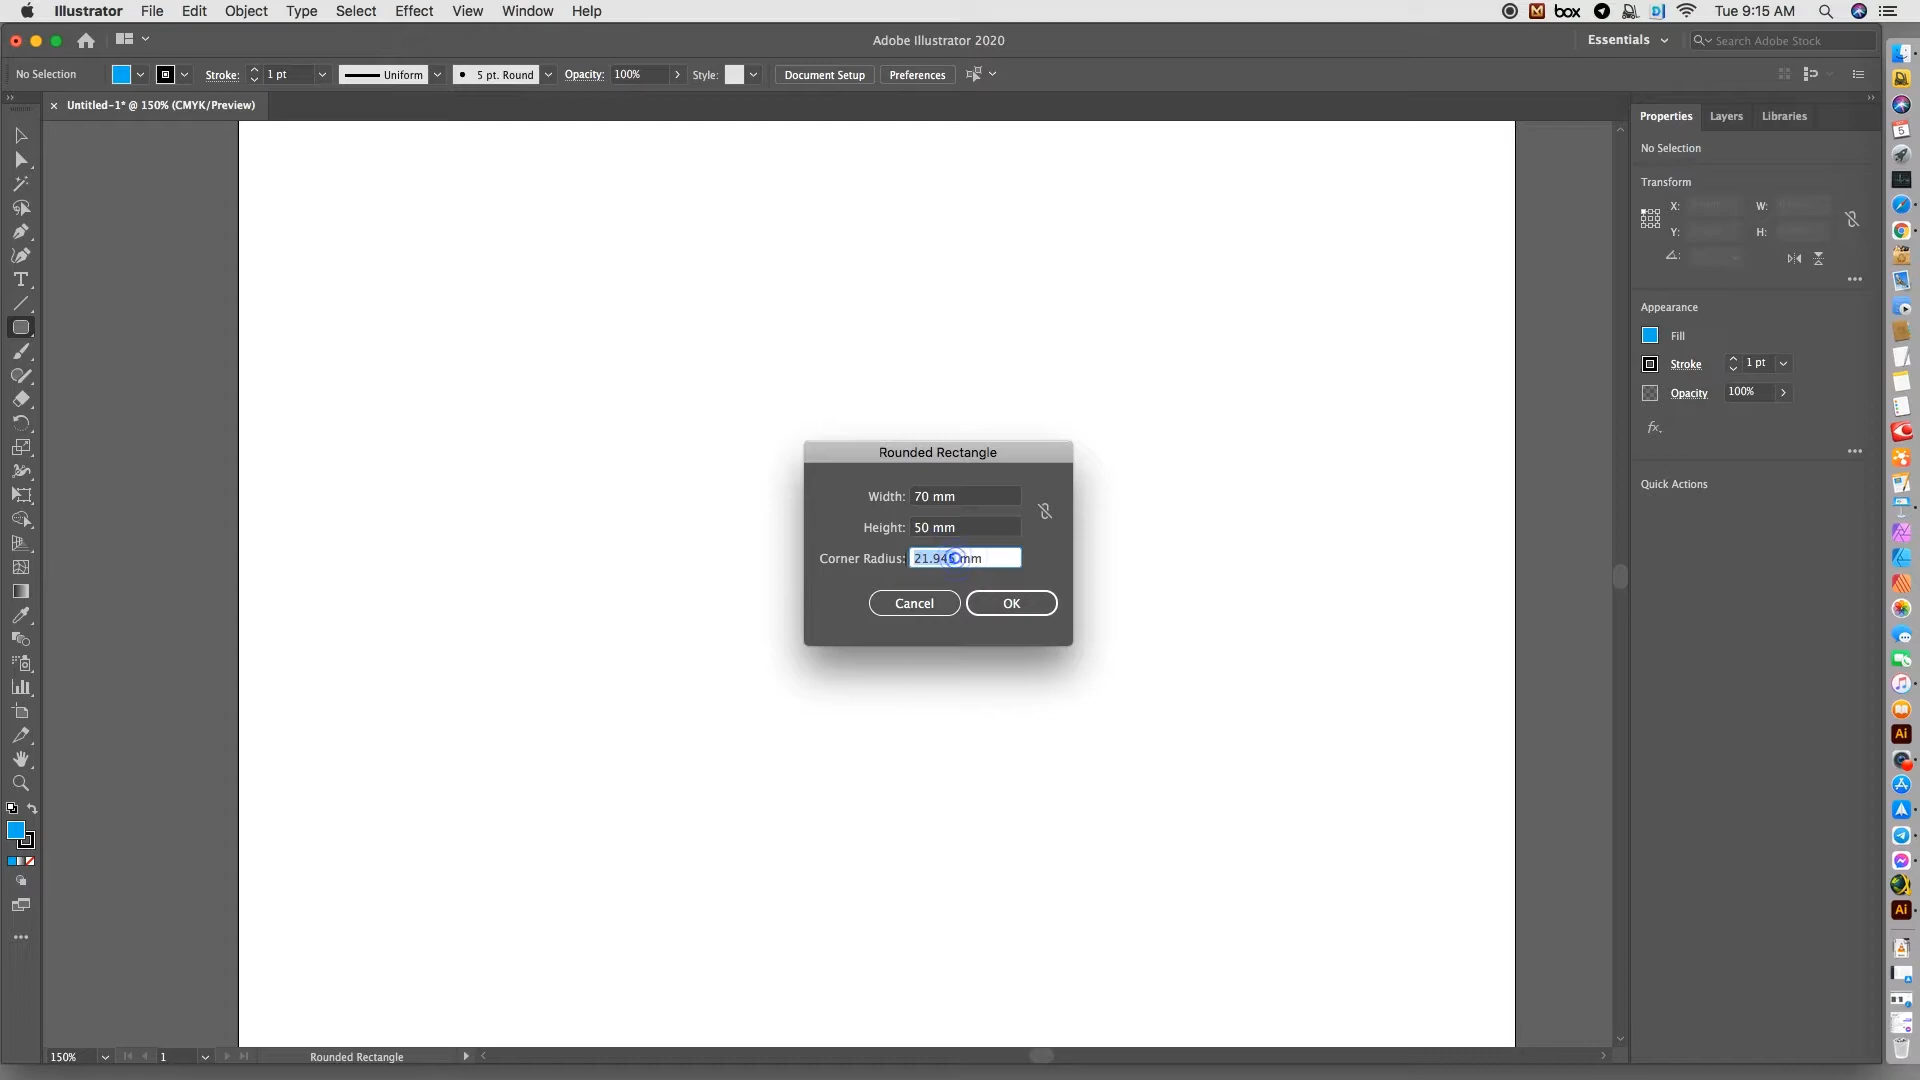 Illustrator File Edit Object Type Select Effect View Window Help
box Tue 9:15 AM
Adobe Illustrator 2020
Essentials
Search Adobe Stock
No Selection Stroke: 1 pt Uniform 5 pt. Round Opacity: 100% Style: Document Setup Preferences
× Untitled-1* @ 150% (CMYK/Preview)
Properties Layers Libraries
No Selection
Transform
X: W:
Y: H:
Appearance
Fill
Stroke 1 pt
Opacity 100%
fx.
Quick Actions
Rounded Rectangle
Width: 70 mm
Height: 50 mm
Corner Radius: 21.945 mm
Cancel OK
150% 1 Rounded Rectangle